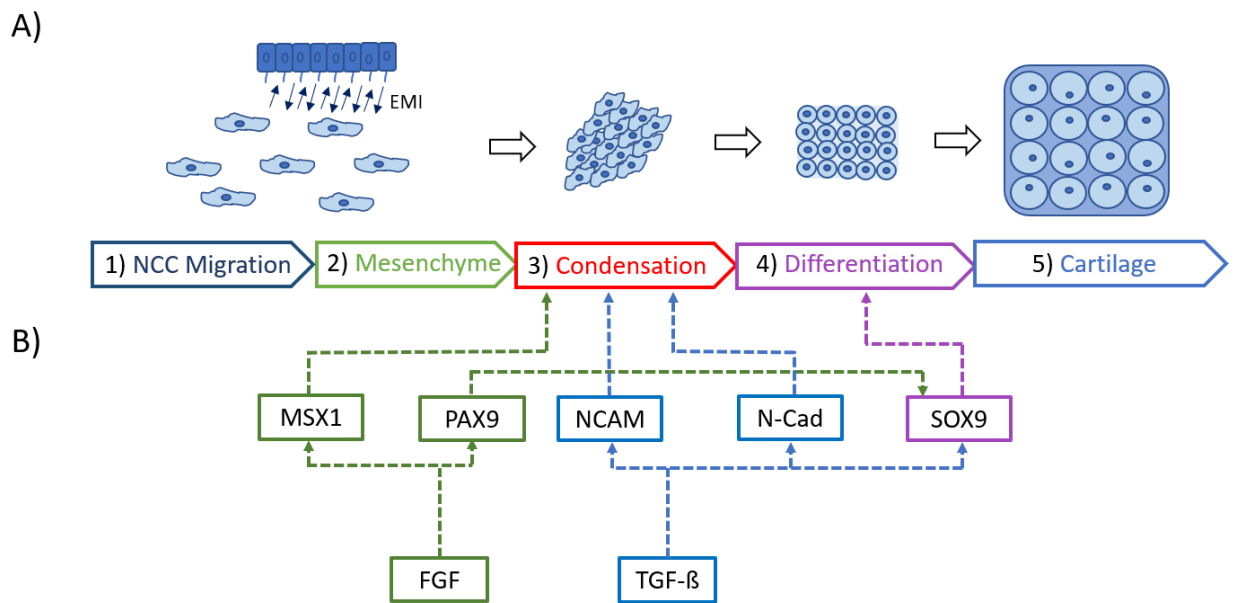 A)
EMI
1) NCC Migration
2) Mesenchyme
3) Condensation
4) Differentiation
5) Cartilage
B)
MSX1
PAX9
NCAM
N-Cad
SOX9
FGF
TGF-ß